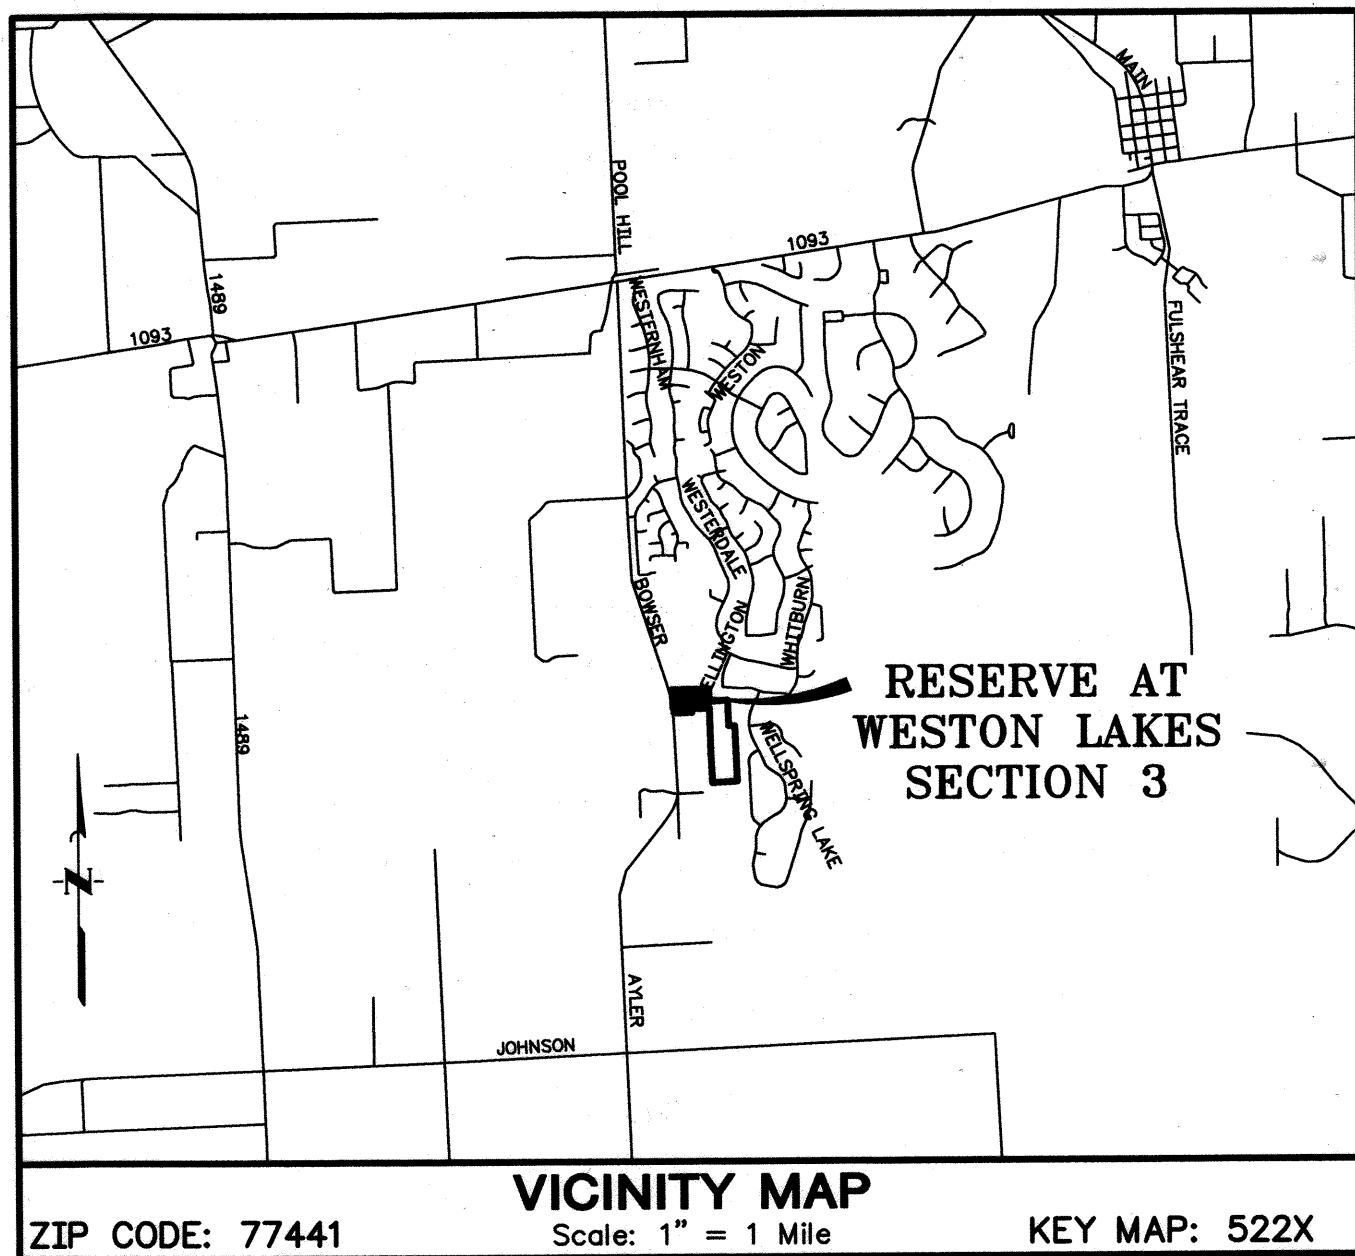 MAIN
POOL HILL
1093
1489
1093
WESTERNHAM
WESTON
FULSHEAR TRACE
WESTERDALE
BOWSER
WHITBURN
ELLINGTON
RESERVE AT
WESTON LAKES
SECTION 3
1489
WELLSPRING LAKE
N
AYLER
JOHNSON
VICINITY MAP
ZIP CODE: 77441
Scale: 1" = 1 Mile
KEY MAP: 522X